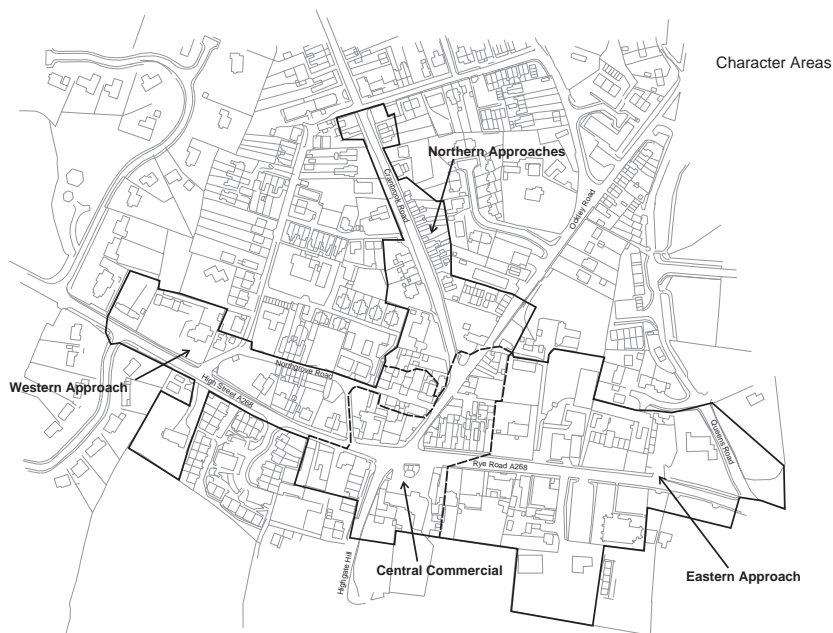 Character Areas
Northern Approaches
Cranbrook Road
Ockley Road
Western Approach
Northgrove Road
High Street A268
Queens Road
Rye Road A268
Highgate Hill
Central Commercial
Eastern Approach